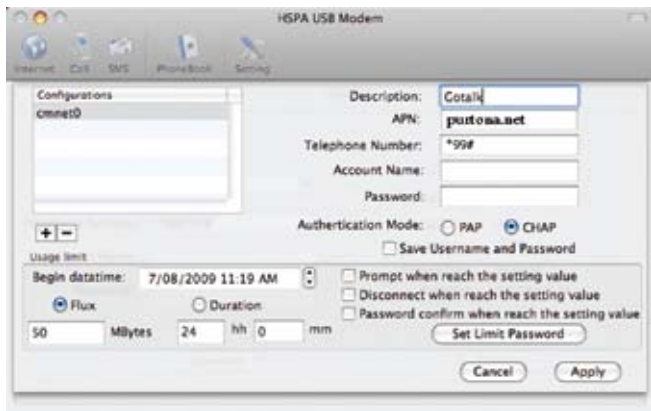 HSPA USB Modem
Internet Call SMS PhoneBook Setting
Configurations
cmnet0
Description: Gotalk
APN: purtona.net
Telephone Number: *99#
Account Name:
Password:
Authentication Mode: PAP CHAP
Save Username and Password
+ -
Usage limit
Begin datatime: 7/08/2009 11:19 AM
Flux Duration
50 MBytes 24 hh 0 mm
Prompt when reach the setting value
Disconnect when reach the setting value
Password confirm when reach the setting value
Set Limit Password
Cancel Apply